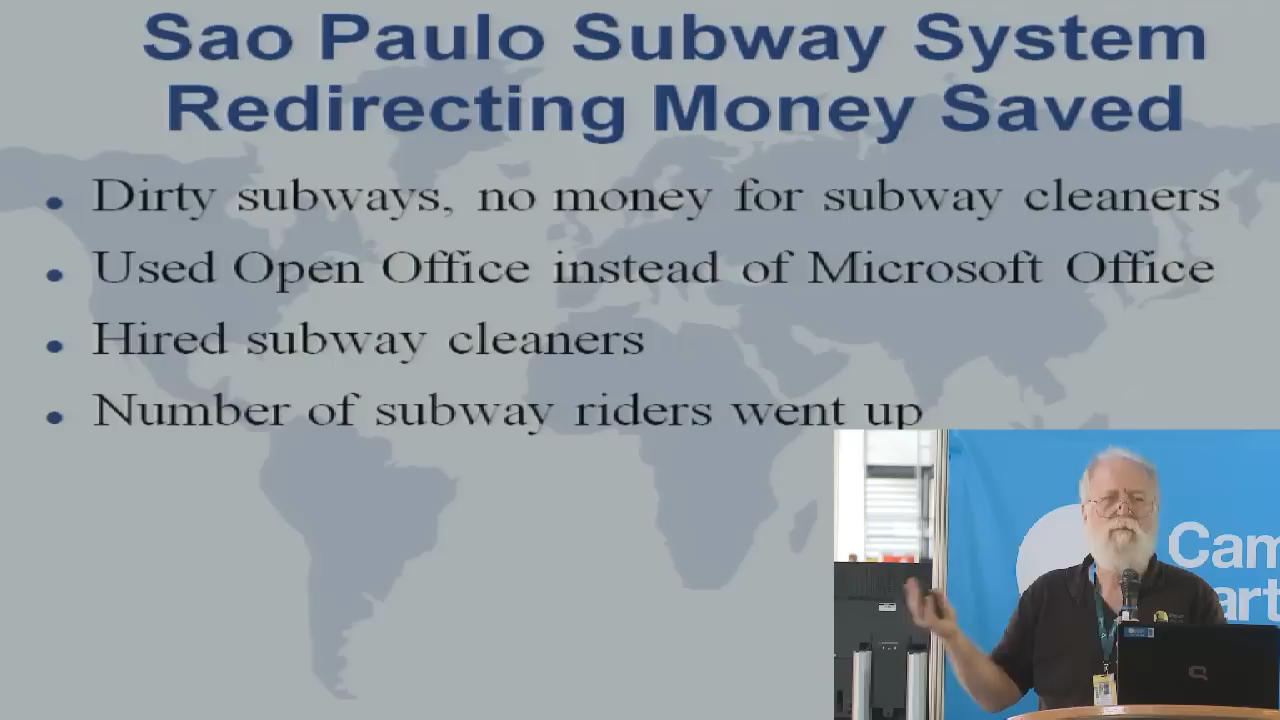 Sao Paulo Subway System
Redirecting Money Saved
• Dirty subways, no money for subway cleaners
• Used Open Office instead of Microsoft Office
• Hired subway cleaners
• Number of subway riders went up
Cam
art